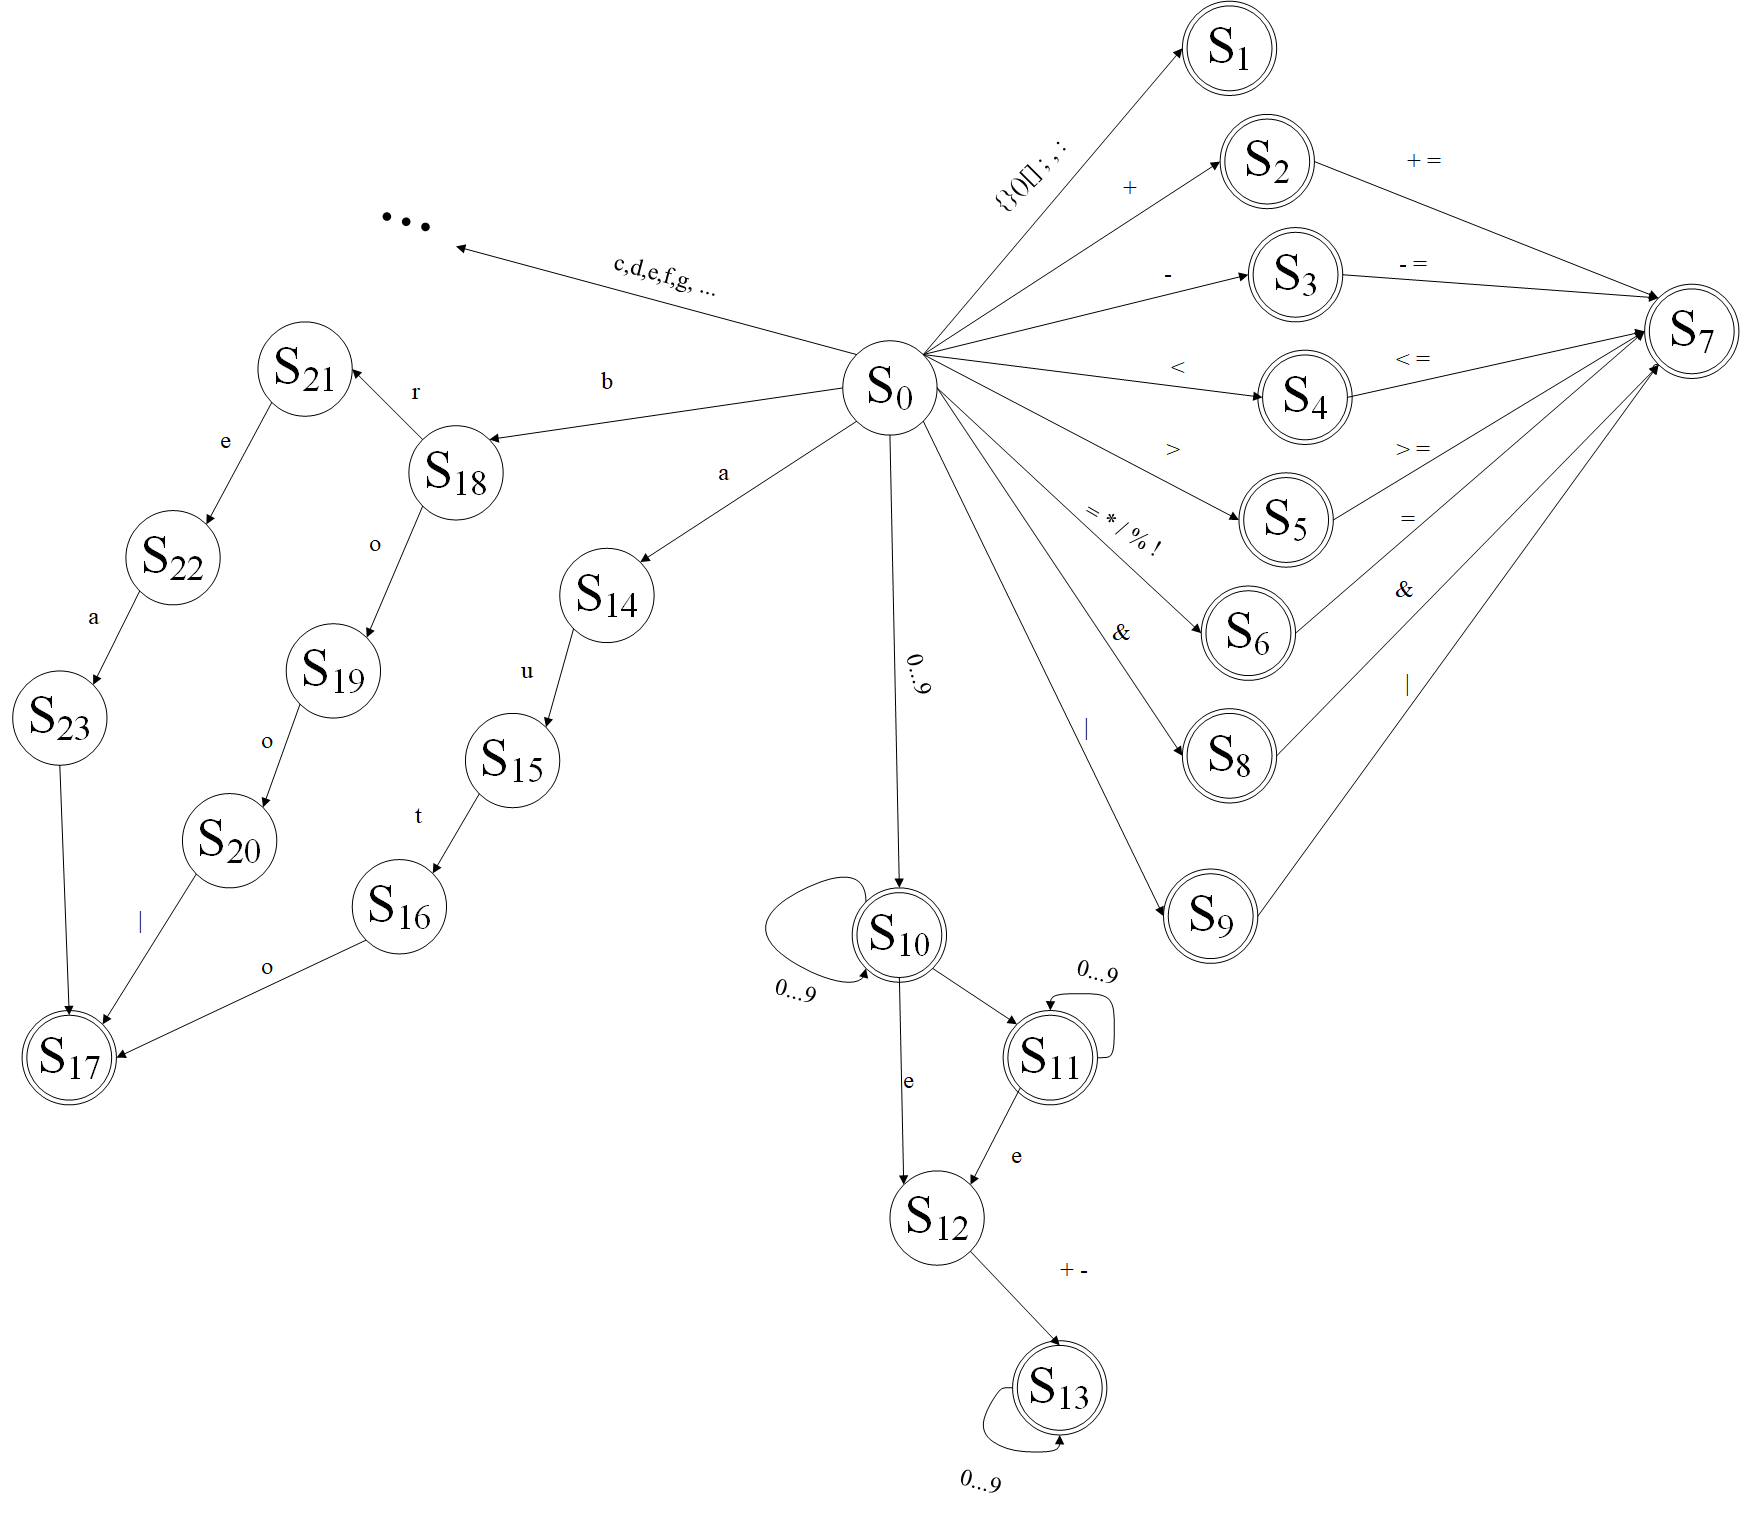 S1
{}()[] ; , :
S2
+
+ =
...
c,d,e,f,g, ...
-
S3
- =
S7
S21
r
b
S0
<
S4
< =
e
S18
a
>
S5
> =
= * / % !
=
S22
o
S14
&
S6
&
a
S19
u
0...9
|
S23
o
S15
|
S8
S20
t
S16
S10
S9
|
o
0...9
0...9
S17
S11
e
e
S12
+ -
S13
0...9